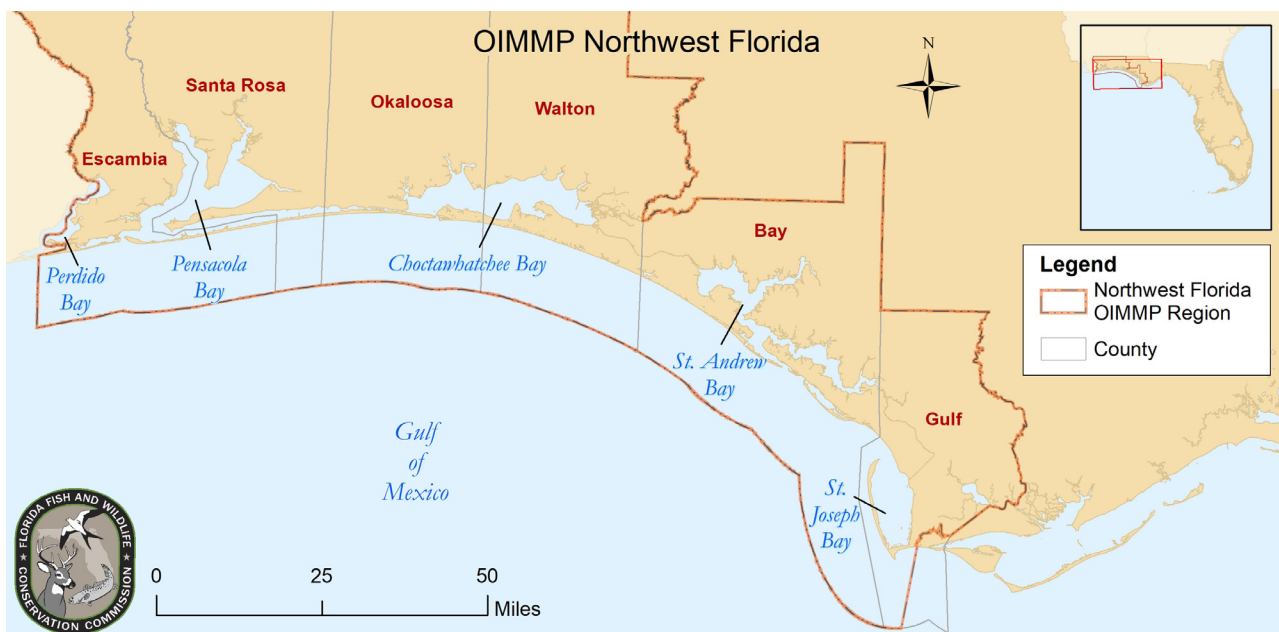 OIMMP Northwest Florida
N
Santa Rosa
Okaloosa
Walton
Escambia
Bay
Perdido
Bay
Pensacola
Bay
Choctawhatchee Bay
St. Andrew
Bay
Gulf
Gulf
of
Mexico
St.
Joseph
Bay
Legend
Northwest Florida
OIMMP Region
County
FLORIDA FISH AND WILDLIFE
CONSERVATION COMMISSION
0 25 50
Miles